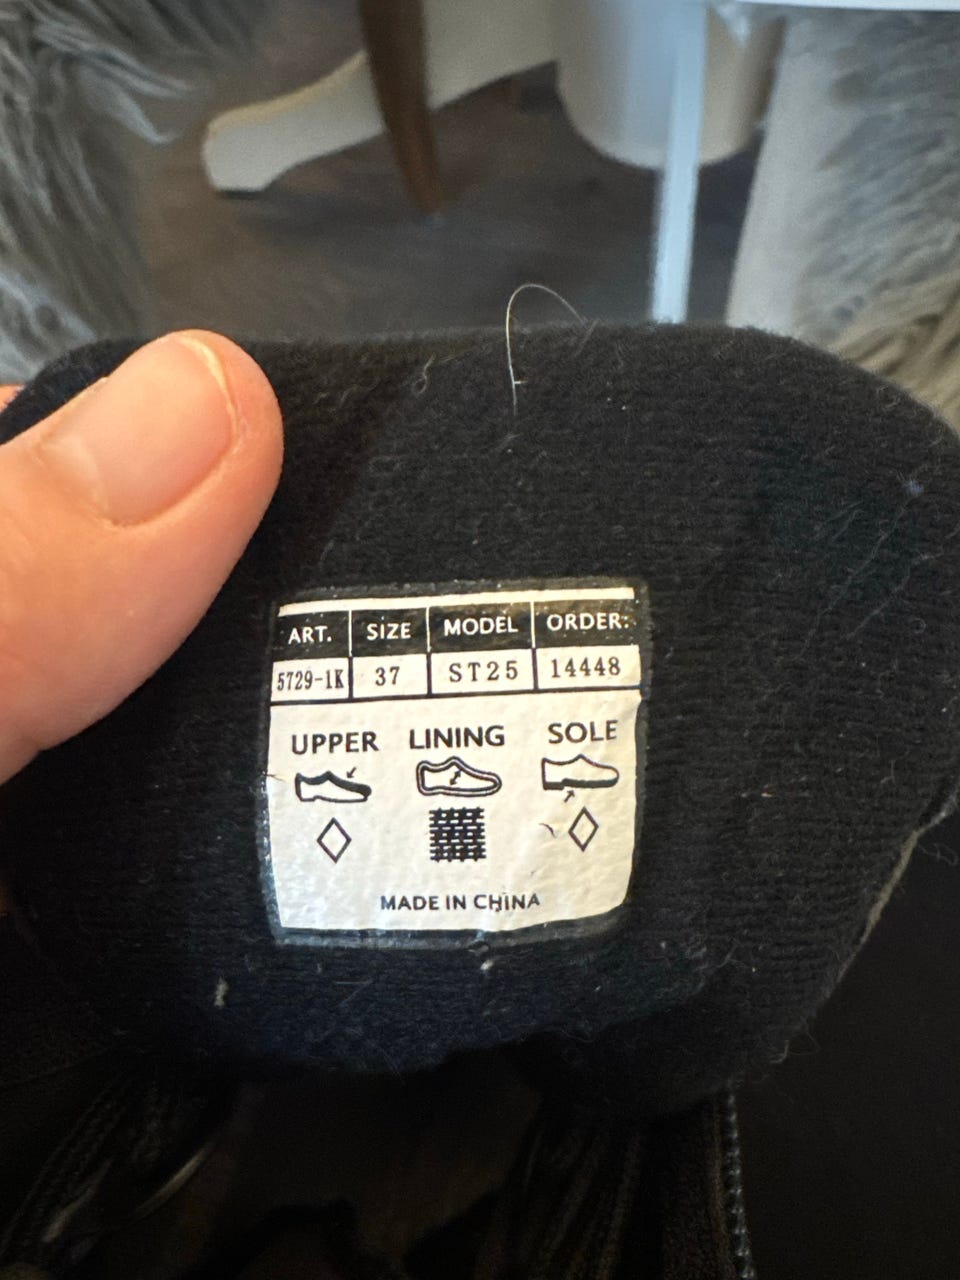 ART. SIZE MODEL ORDER:
5729-1K 37 ST25 14448
UPPER LINING SOLE
MADE IN CHINA